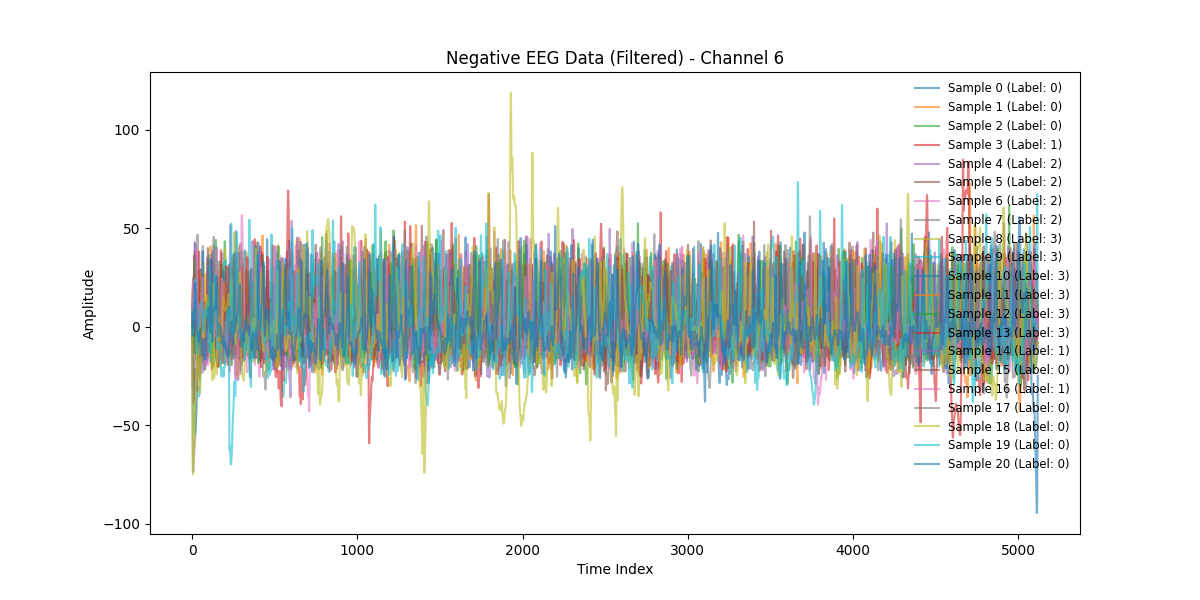 Negative EEG Data (Filtered) - Channel 6
Sample 0 (Label: 0)
Sample 1 (Label: 0)
Sample 2 (Label: 0)
Sample 3 (Label: 1)
Sample 4 (Label: 2)
Sample 5 (Label: 2)
Sample 6 (Label: 2)
Sample 7 (Label: 2)
Sample 8 (Label: 3)
Sample 9 (Label: 3)
Sample 10 (Label: 3)
Sample 11 (Label: 3)
Sample 12 (Label: 3)
Sample 13 (Label: 3)
Sample 14 (Label: 1)
Sample 15 (Label: 0)
Sample 16 (Label: 1)
Sample 17 (Label: 0)
Sample 18 (Label: 0)
Sample 19 (Label: 0)
Sample 20 (Label: 0)
100
50
0
−50
−100
Amplitude
0 1000 2000 3000 4000 5000
Time Index